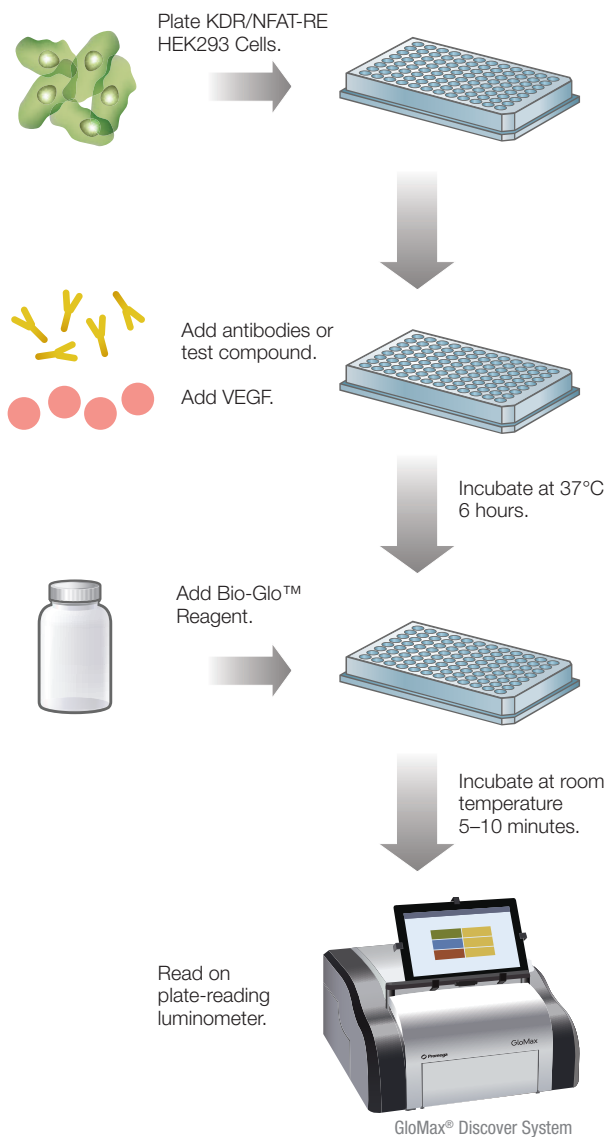 Plate KDR/NFAT-RE
HEK293 Cells.
Add antibodies or
test compound.
Add VEGF.
Incubate at 37°C
6 hours.
Add Bio-Glo™
Reagent.
Incubate at room
temperature
5–10 minutes.
Read on
plate-reading
luminometer.
Promega
GloMax
GloMax® Discover System